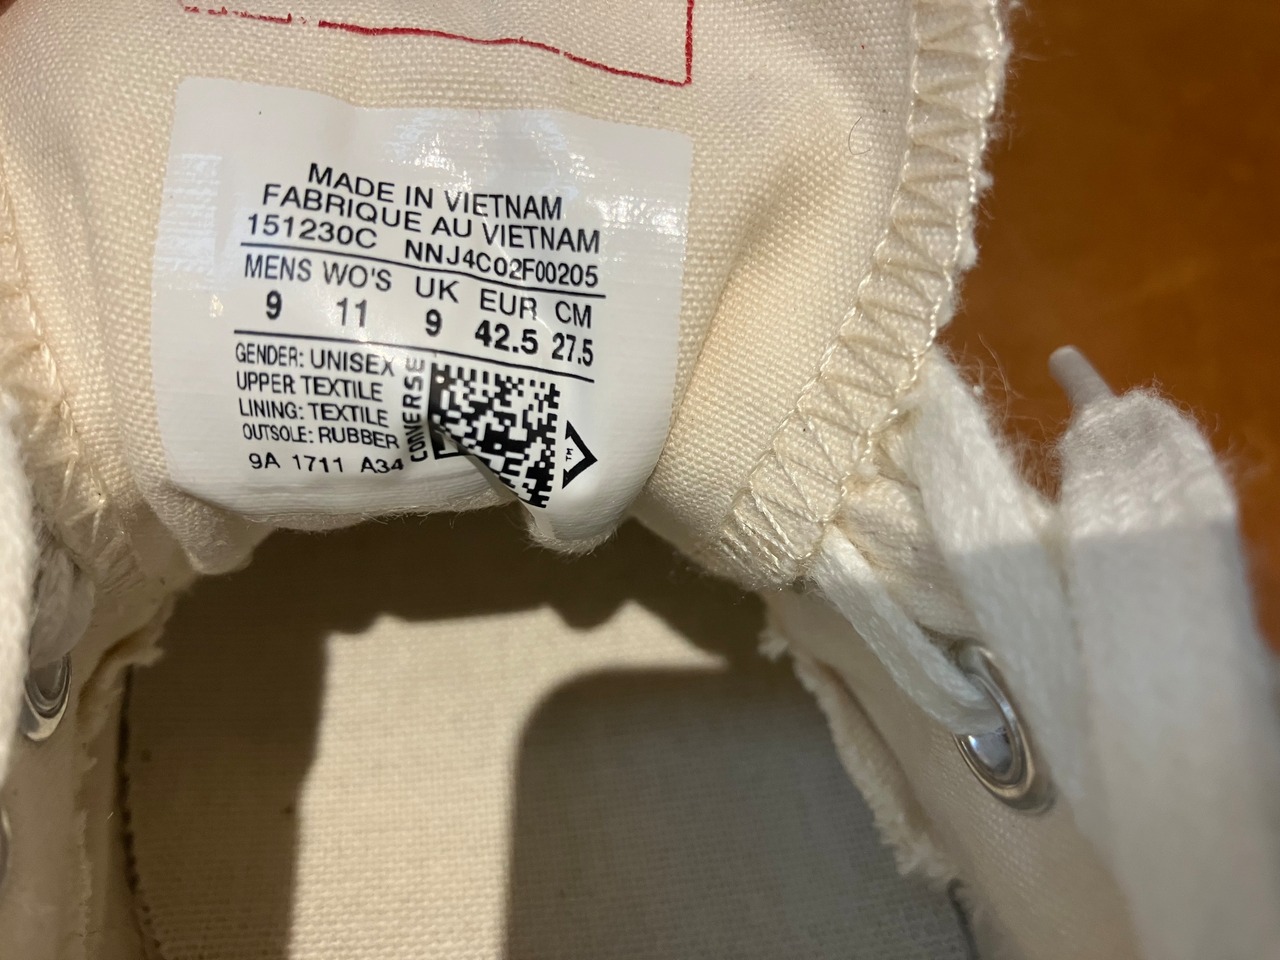 MADE IN VIETNAM
FABRIQUE AU VIETNAM
151230C NNJ4C02F00205
MENS WO'S UK EUR CM
9 11 9 42.5 27.5
GENDER: UNISEX
UPPER TEXTILE
LINING: TEXTILE
OUTSOLE: RUBBER
9A 1711 A34
CONVERSE
TM